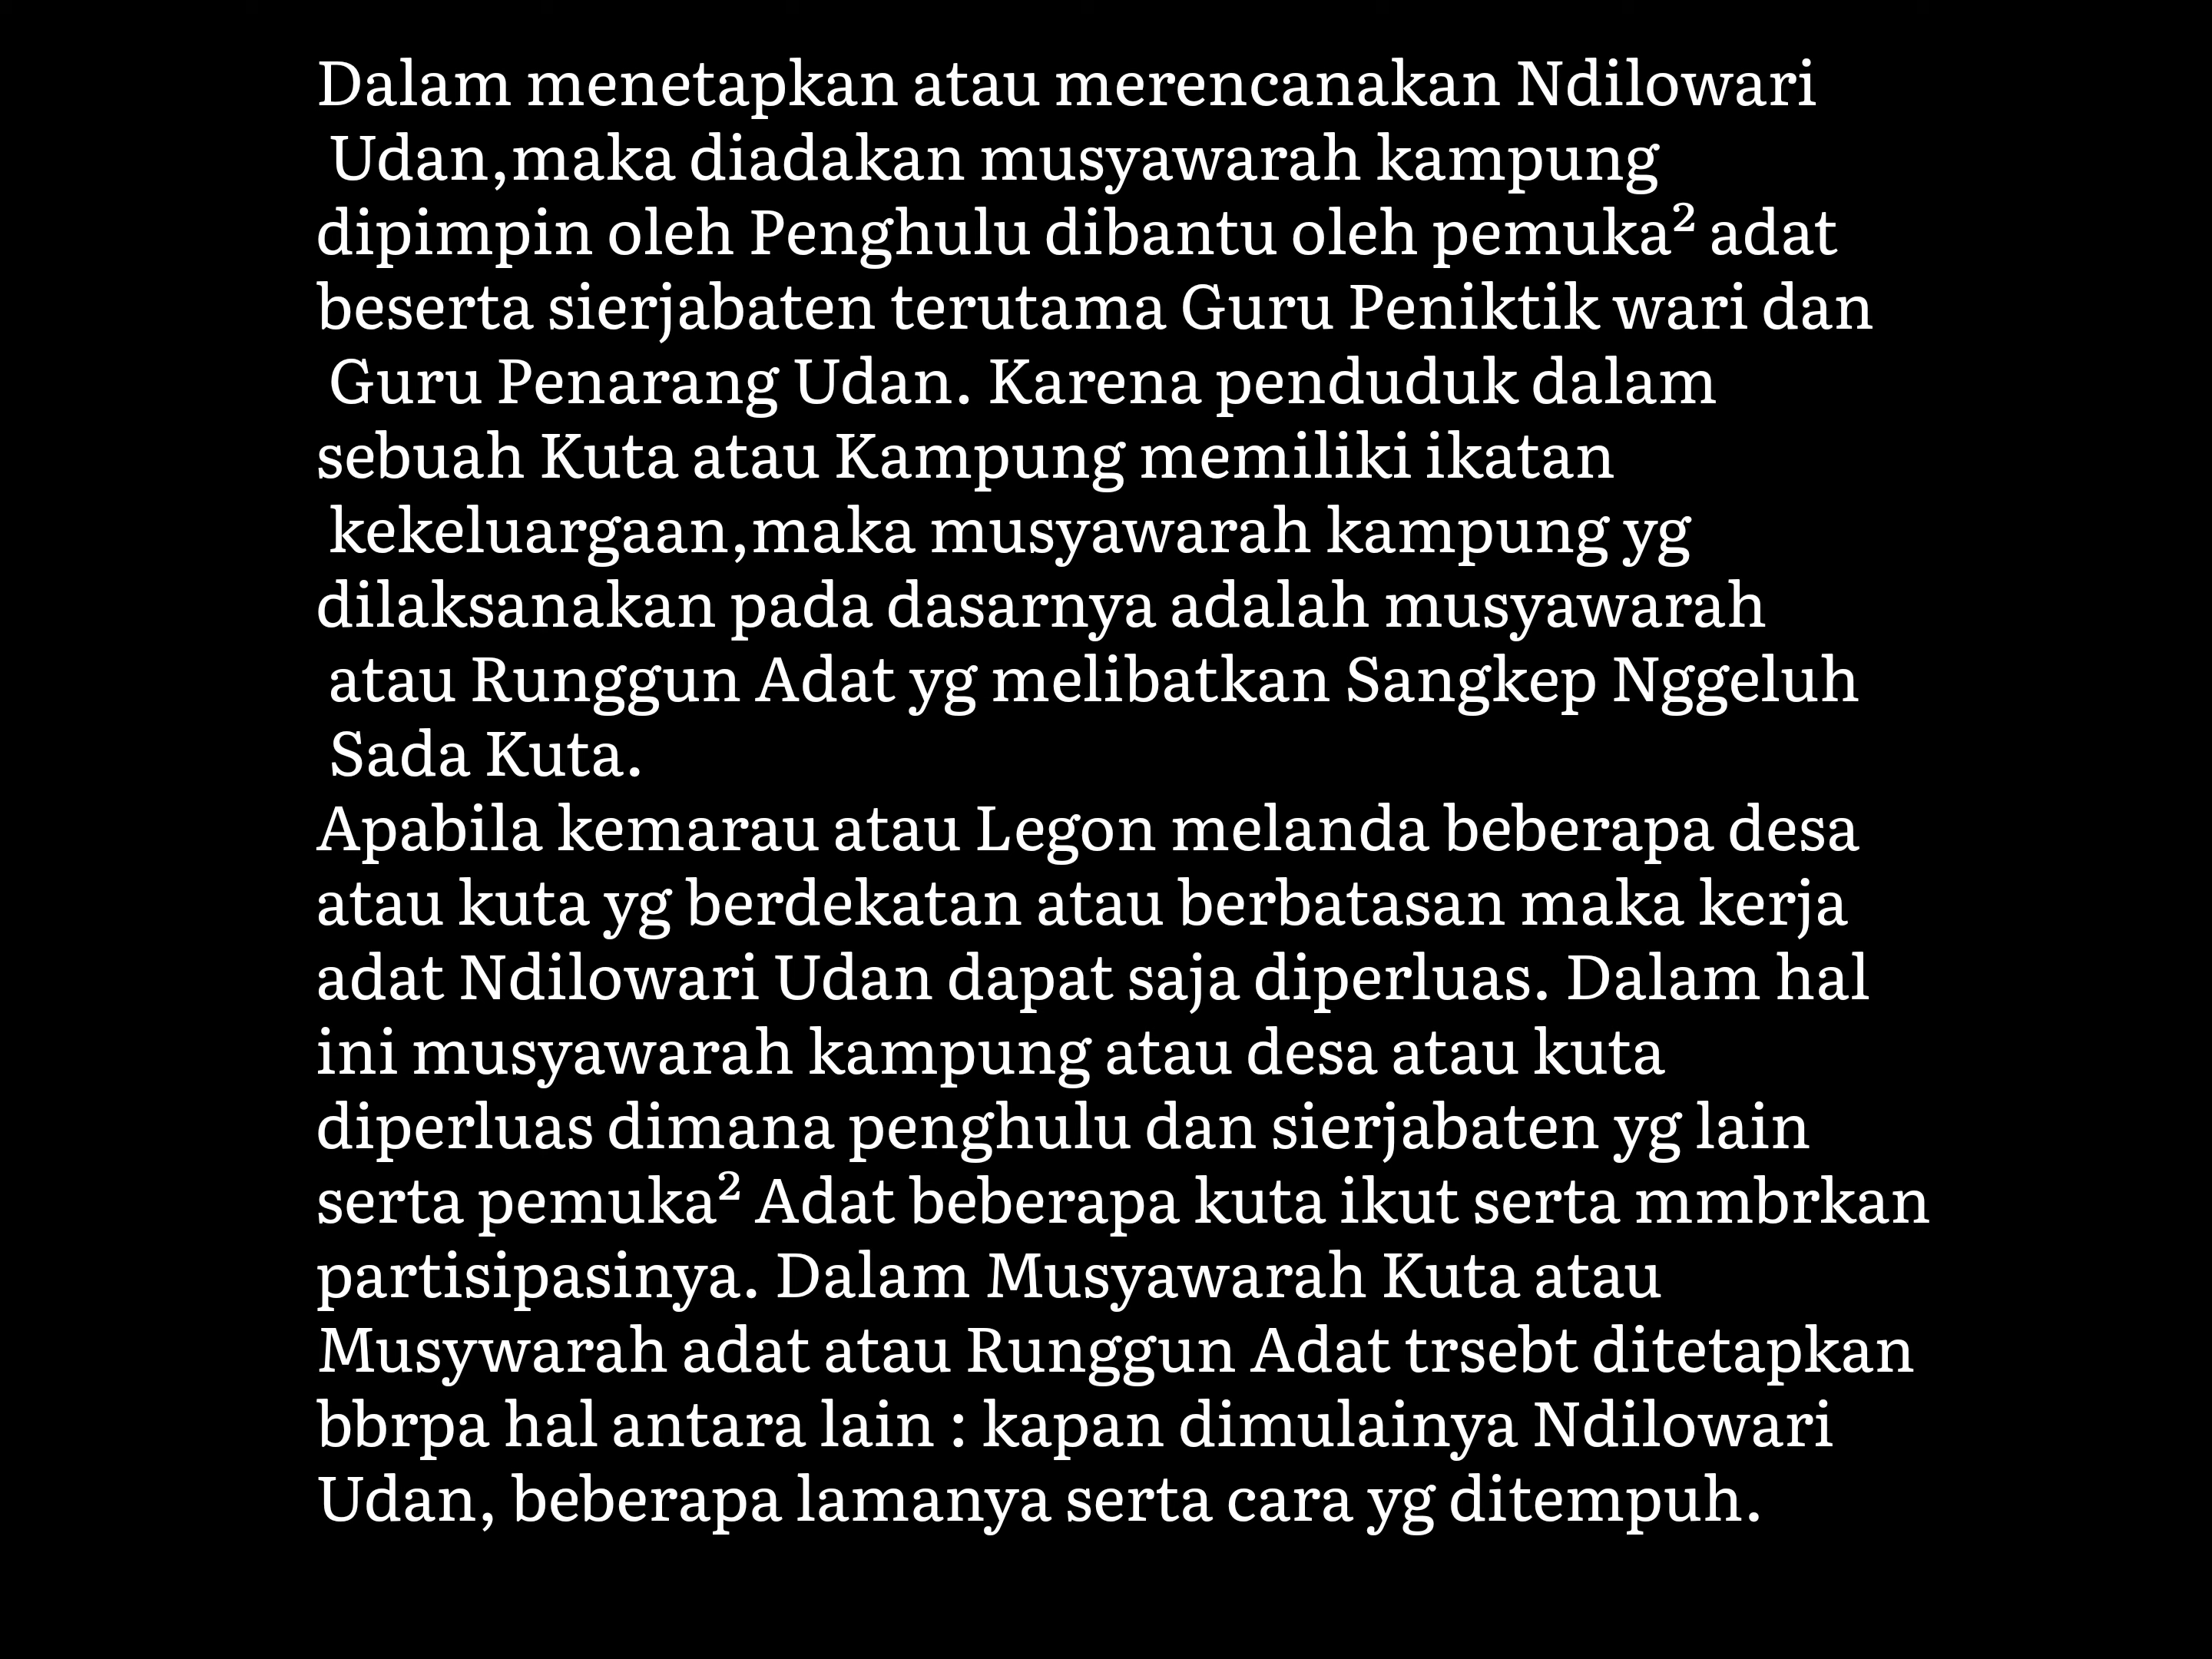 Dalam menetapkan atau merencanakan Ndilowari
Udan,maka diadakan musyawarah kampung
dipimpin oleh Penghulu dibantu oleh pemuka² adat
beserta sierjabaten terutama Guru Peniktik wari dan
Guru Penarang Udan. Karena penduduk dalam
sebuah Kuta atau Kampung memiliki ikatan
kekeluargaan,maka musyawarah kampung yg
dilaksanakan pada dasarnya adalah musyawarah
atau Runggun Adat yg melibatkan Sangkep Nggeluh
Sada Kuta.
Apabila kemarau atau Legon melanda beberapa desa
atau kuta yg berdekatan atau berbatasan maka kerja
adat Ndilowari Udan dapat saja diperluas. Dalam hal
ini musyawarah kampung atau desa atau kuta
diperluas dimana penghulu dan sierjabaten yg lain
serta pemuka² Adat beberapa kuta ikut serta mmbrkan
partisipasinya. Dalam Musyawarah Kuta atau
Musywarah adat atau Runggun Adat trsebt ditetapkan
bbrpa hal antara lain : kapan dimulainya Ndilowari
Udan, beberapa lamanya serta cara yg ditempuh.